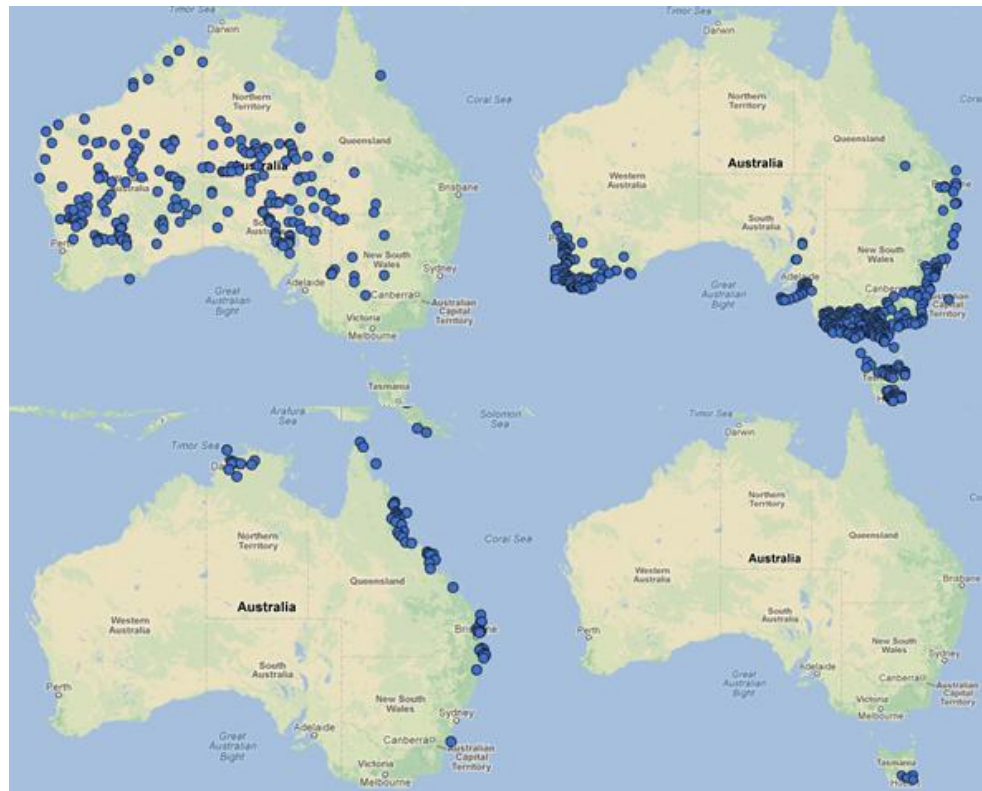 Timor Sea
Darwin
Northern
Territory
Coral Sea
Queensland
Brisbane
Perth
New South
Wales
Sydney
Adelaide
Canberra
Australian
Capital
Territory
Great
Australian
Bight
Victoria
Melbourne
Tasmania
Timor Sea
Darwin
Northern
Territory
Queensland
Australia
Western
Australia
South
Australia
New South
Wales
Adelaide
Great
Australian
Bight
Territory
Arafura
Sea
Solomon
Sea
Timor Sea
Northern
Territory
Coral Sea
Queensland
Australia
Western
Australia
South
Australia
Perth
New South
Wales
Sydney
Adelaide
Canberra
Australian
Capital
Territory
Great
Australian
Bight
Victoria
Melbourne
Timor Sea
Darwin
Northern
Territory
Queensland
Australia
Western
Australia
South
Australia
Brisbane
Perth
New South
Wales
Sydney
Adelaide
Canberra
Australian
Capital
Territory
Great
Australian
Bight
Victoria
Melbourne
Tasmania